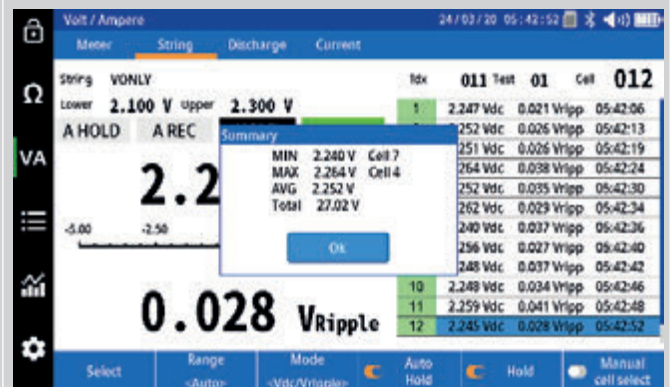 Volt / Ampere 24/03/20 05:42:52
Meter String Discharge Current
String VONLY
Idx 011 Test 01 Cell 012
Lower 2.100 V Upper 2.300 V
A HOLD A REC
Ω
VA
Summary
MIN 2.240 V Cell 7
MAX 2.264 V Cell 4
AVG 2.252 V
Total 27.02 V
Ok
2.2
-5.00 -2.50
0.028 VRipple
1 2.247 Vdc 0.021 Vripp 05:42:06
252 Vdc 0.026 Vripp 05:42:13
251 Vdc 0.026 Vripp 05:42:19
264 Vdc 0.038 Vripp 05:42:24
252 Vdc 0.035 Vripp 05:42:30
262 Vdc 0.029 Vripp 05:42:34
240 Vdc 0.037 Vripp 05:42:36
256 Vdc 0.027 Vripp 05:42:40
248 Vdc 0.037 Vripp 05:42:42
10 2.248 Vdc 0.034 Vripp 05:42:46
11 2.259 Vdc 0.041 Vripp 05:42:48
12 2.245 Vdc 0.028 Vripp 05:42:52
Select
Range
<Auto>
Mode
<Vdc/Vripple>
Auto
Hold
Hold
Manual
cell select